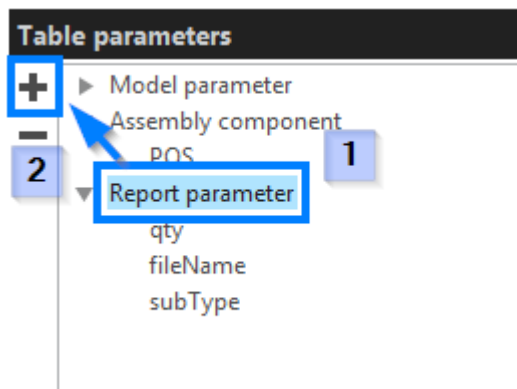 Table parameters
Model parameter
Assembly component
POS
1
2
Report parameter
qty
fileName
subType